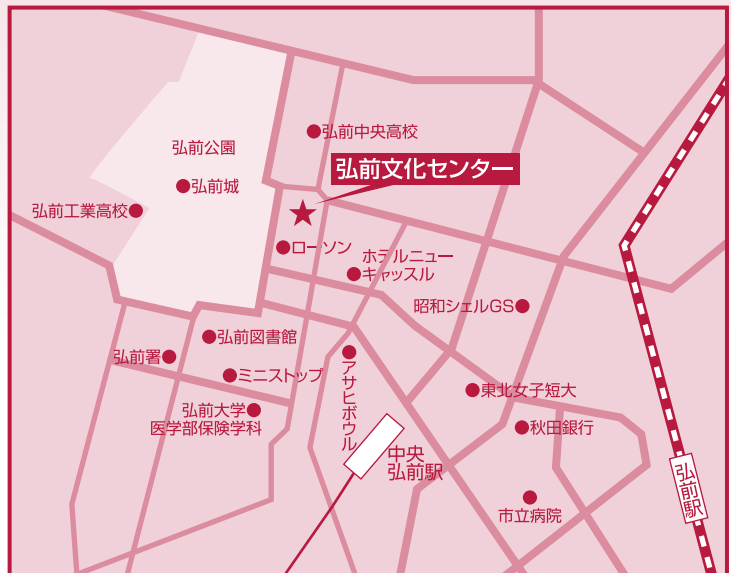 弘前中央高校
弘前公園
弘前文化センター
弘前城
弘前工業高校
ローソン
ホテルニュー
キャッスル
昭和シェルGS
弘前図書館
弘前署
ミニストップ
アサヒボウル
東北女子短大
弘前大学
医学部保険学科
秋田銀行
中央
弘前駅
弘前駅
市立病院